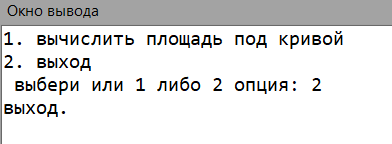 Окно вывода
1. вычислить площадь под кривой
2. выход
выбери или 1 либо 2 опция: 2
выход.